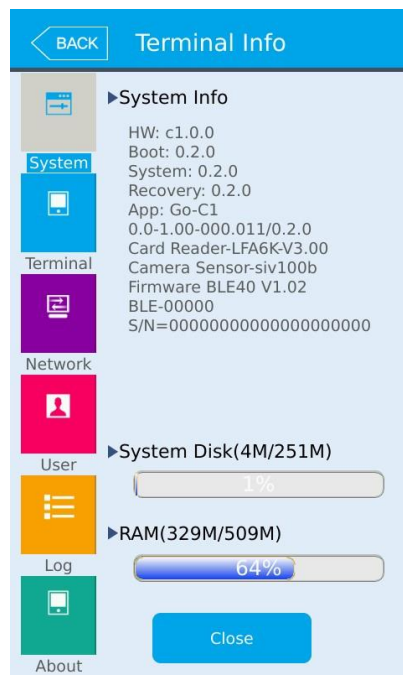 BACK
Terminal Info
System
Terminal
Network
User
Log
About
System Info
HW: c1.0.0
Boot: 0.2.0
System: 0.2.0
Recovery: 0.2.0
App: Go-C1
0.0-1.00-000.011/0.2.0
Card Reader-LFA6K-V3.00
Camera Sensor-siv100b
Firmware BLE40 V1.02
BLE-00000
S/N=00000000000000000000
System Disk(4M/251M)
1%
RAM(329M/509M)
64%
Close